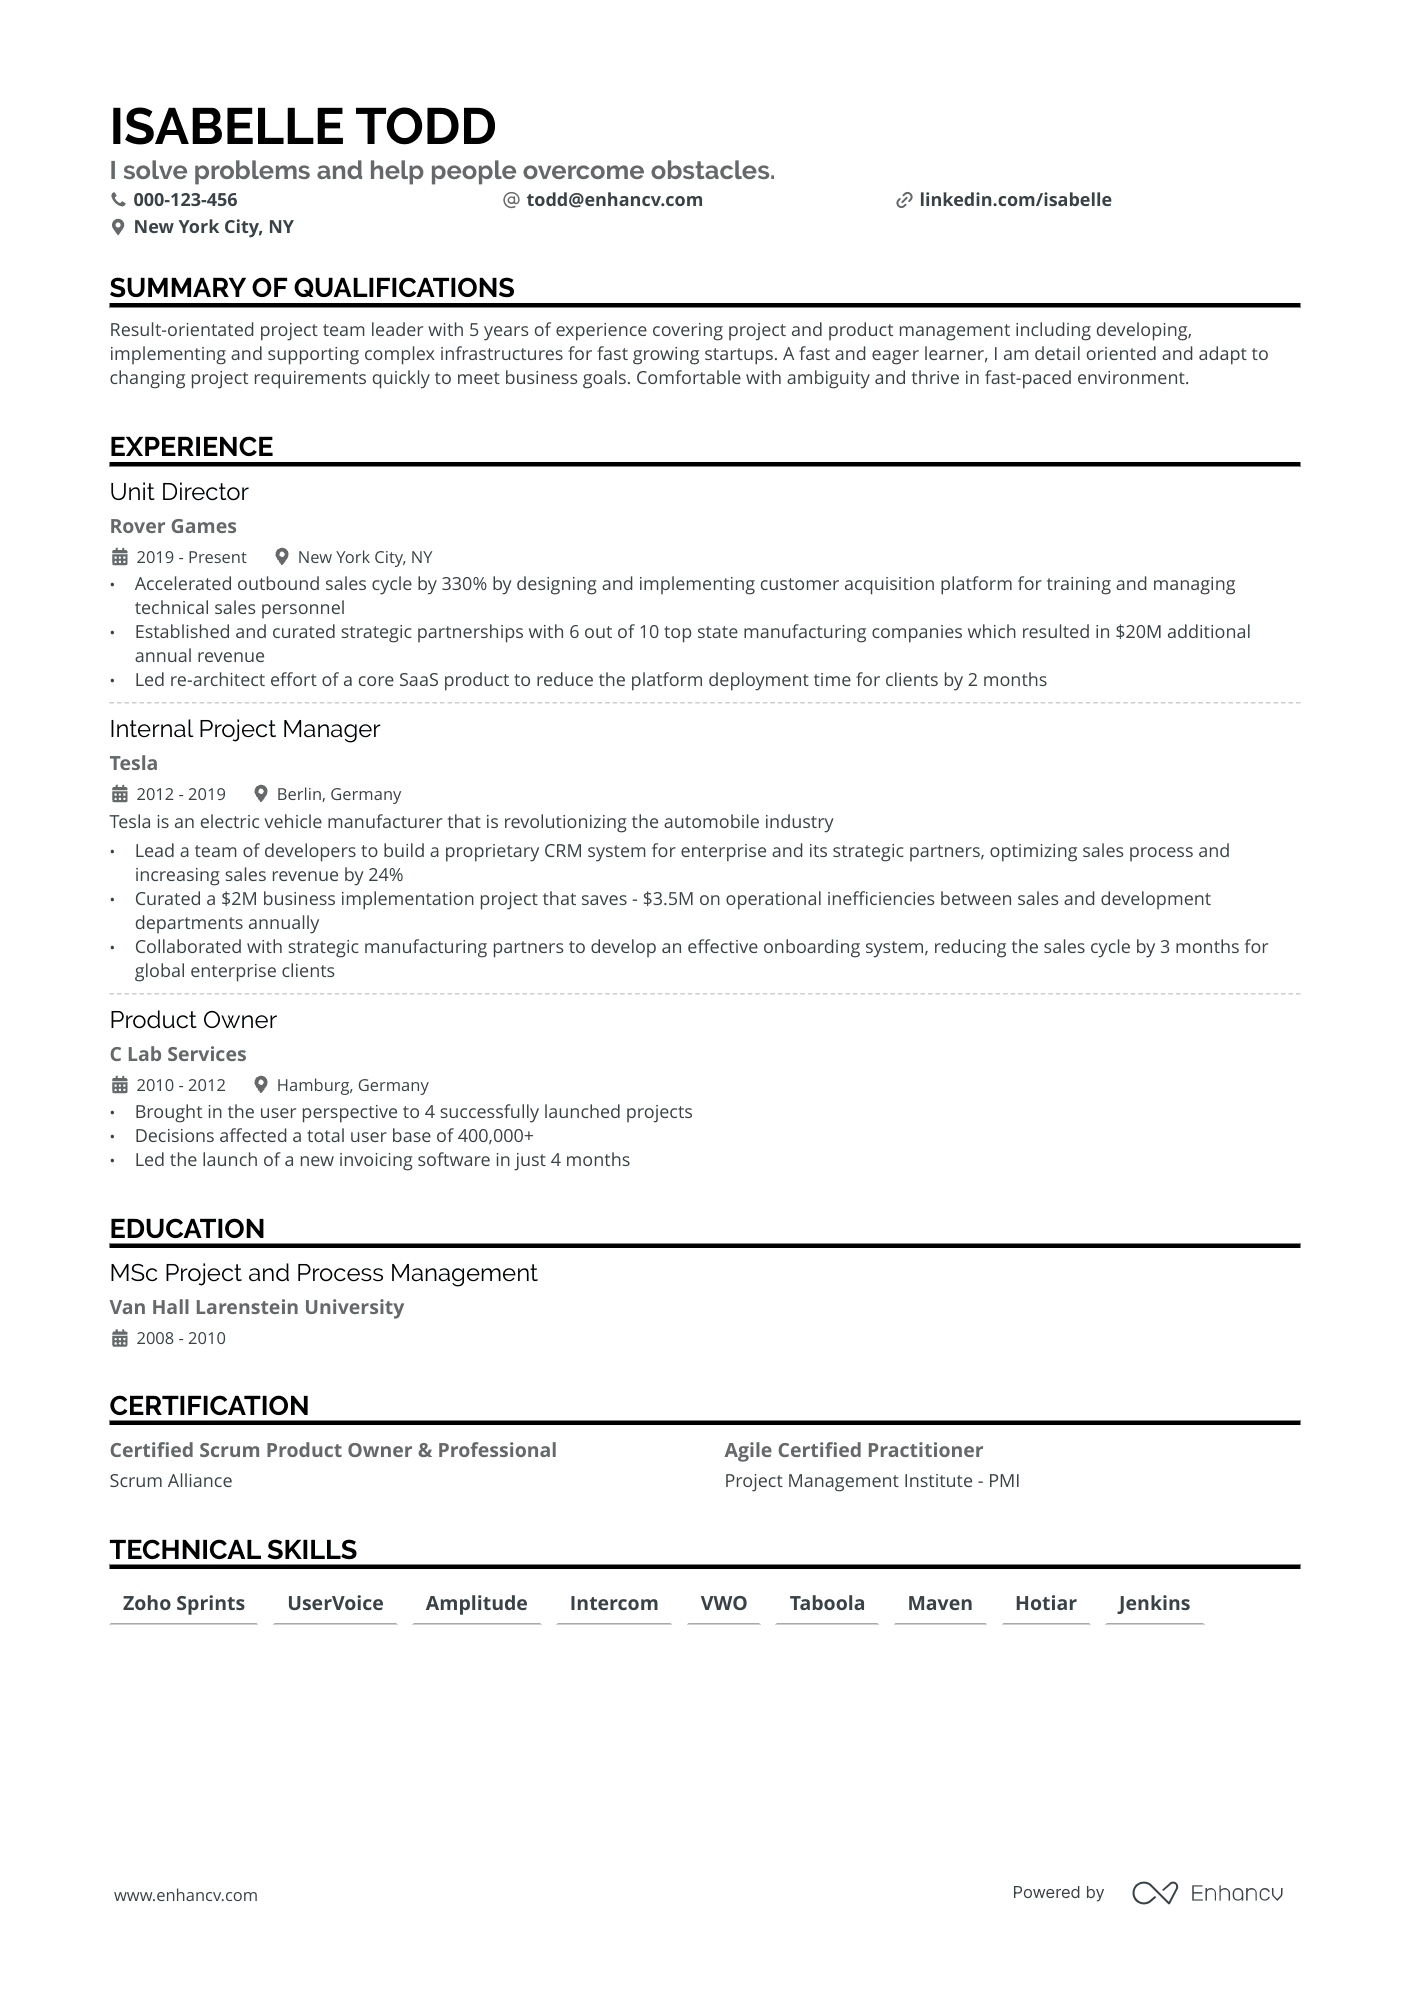 ISABELLE TODD
I solve problems and help people overcome obstacles.
000-123-456 @ todd@enhancv.com linkedin.com/isabelle
New York City, NY
SUMMARY OF QUALIFICATIONS
Result-orientated project team leader with 5 years of experience covering project and product management including developing,
implementing and supporting complex infrastructures for fast growing startups. A fast and eager learner, I am detail oriented and adapt to
changing project requirements quickly to meet business goals. Comfortable with ambiguity and thrive in fast-paced environment.
EXPERIENCE
Unit Director
Rover Games
2019 - Present New York City, NY
• Accelerated outbound sales cycle by 330% by designing and implementing customer acquisition platform for training and managing
technical sales personnel
• Established and curated strategic partnerships with 6 out of 10 top state manufacturing companies which resulted in $20M additional
annual revenue
• Led re-architect effort of a core SaaS product to reduce the platform deployment time for clients by 2 months
Internal Project Manager
Tesla
2012 - 2019 Berlin, Germany
Tesla is an electric vehicle manufacturer that is revolutionizing the automobile industry
• Lead a team of developers to build a proprietary CRM system for enterprise and its strategic partners, optimizing sales process and
increasing sales revenue by 24%
• Curated a $2M business implementation project that saves - $3.5M on operational inefficiencies between sales and development
departments annually
• Collaborated with strategic manufacturing partners to develop an effective onboarding system, reducing the sales cycle by 3 months for
global enterprise clients
Product Owner
C Lab Services
2010 - 2012 Hamburg, Germany
• Brought in the user perspective to 4 successfully launched projects
• Decisions affected a total user base of 400,000+
• Led the launch of a new invoicing software in just 4 months
EDUCATION
MSc Project and Process Management
Van Hall Larenstein University
2008 - 2010
CERTIFICATION
Certified Scrum Product Owner & Professional Agile Certified Practitioner
Scrum Alliance Project Management Institute - PMI
TECHNICAL SKILLS
Zoho Sprints UserVoice Amplitude Intercom VWO Taboola Maven Hotiar Jenkins
www.enhancv.com Powered by Enhancv